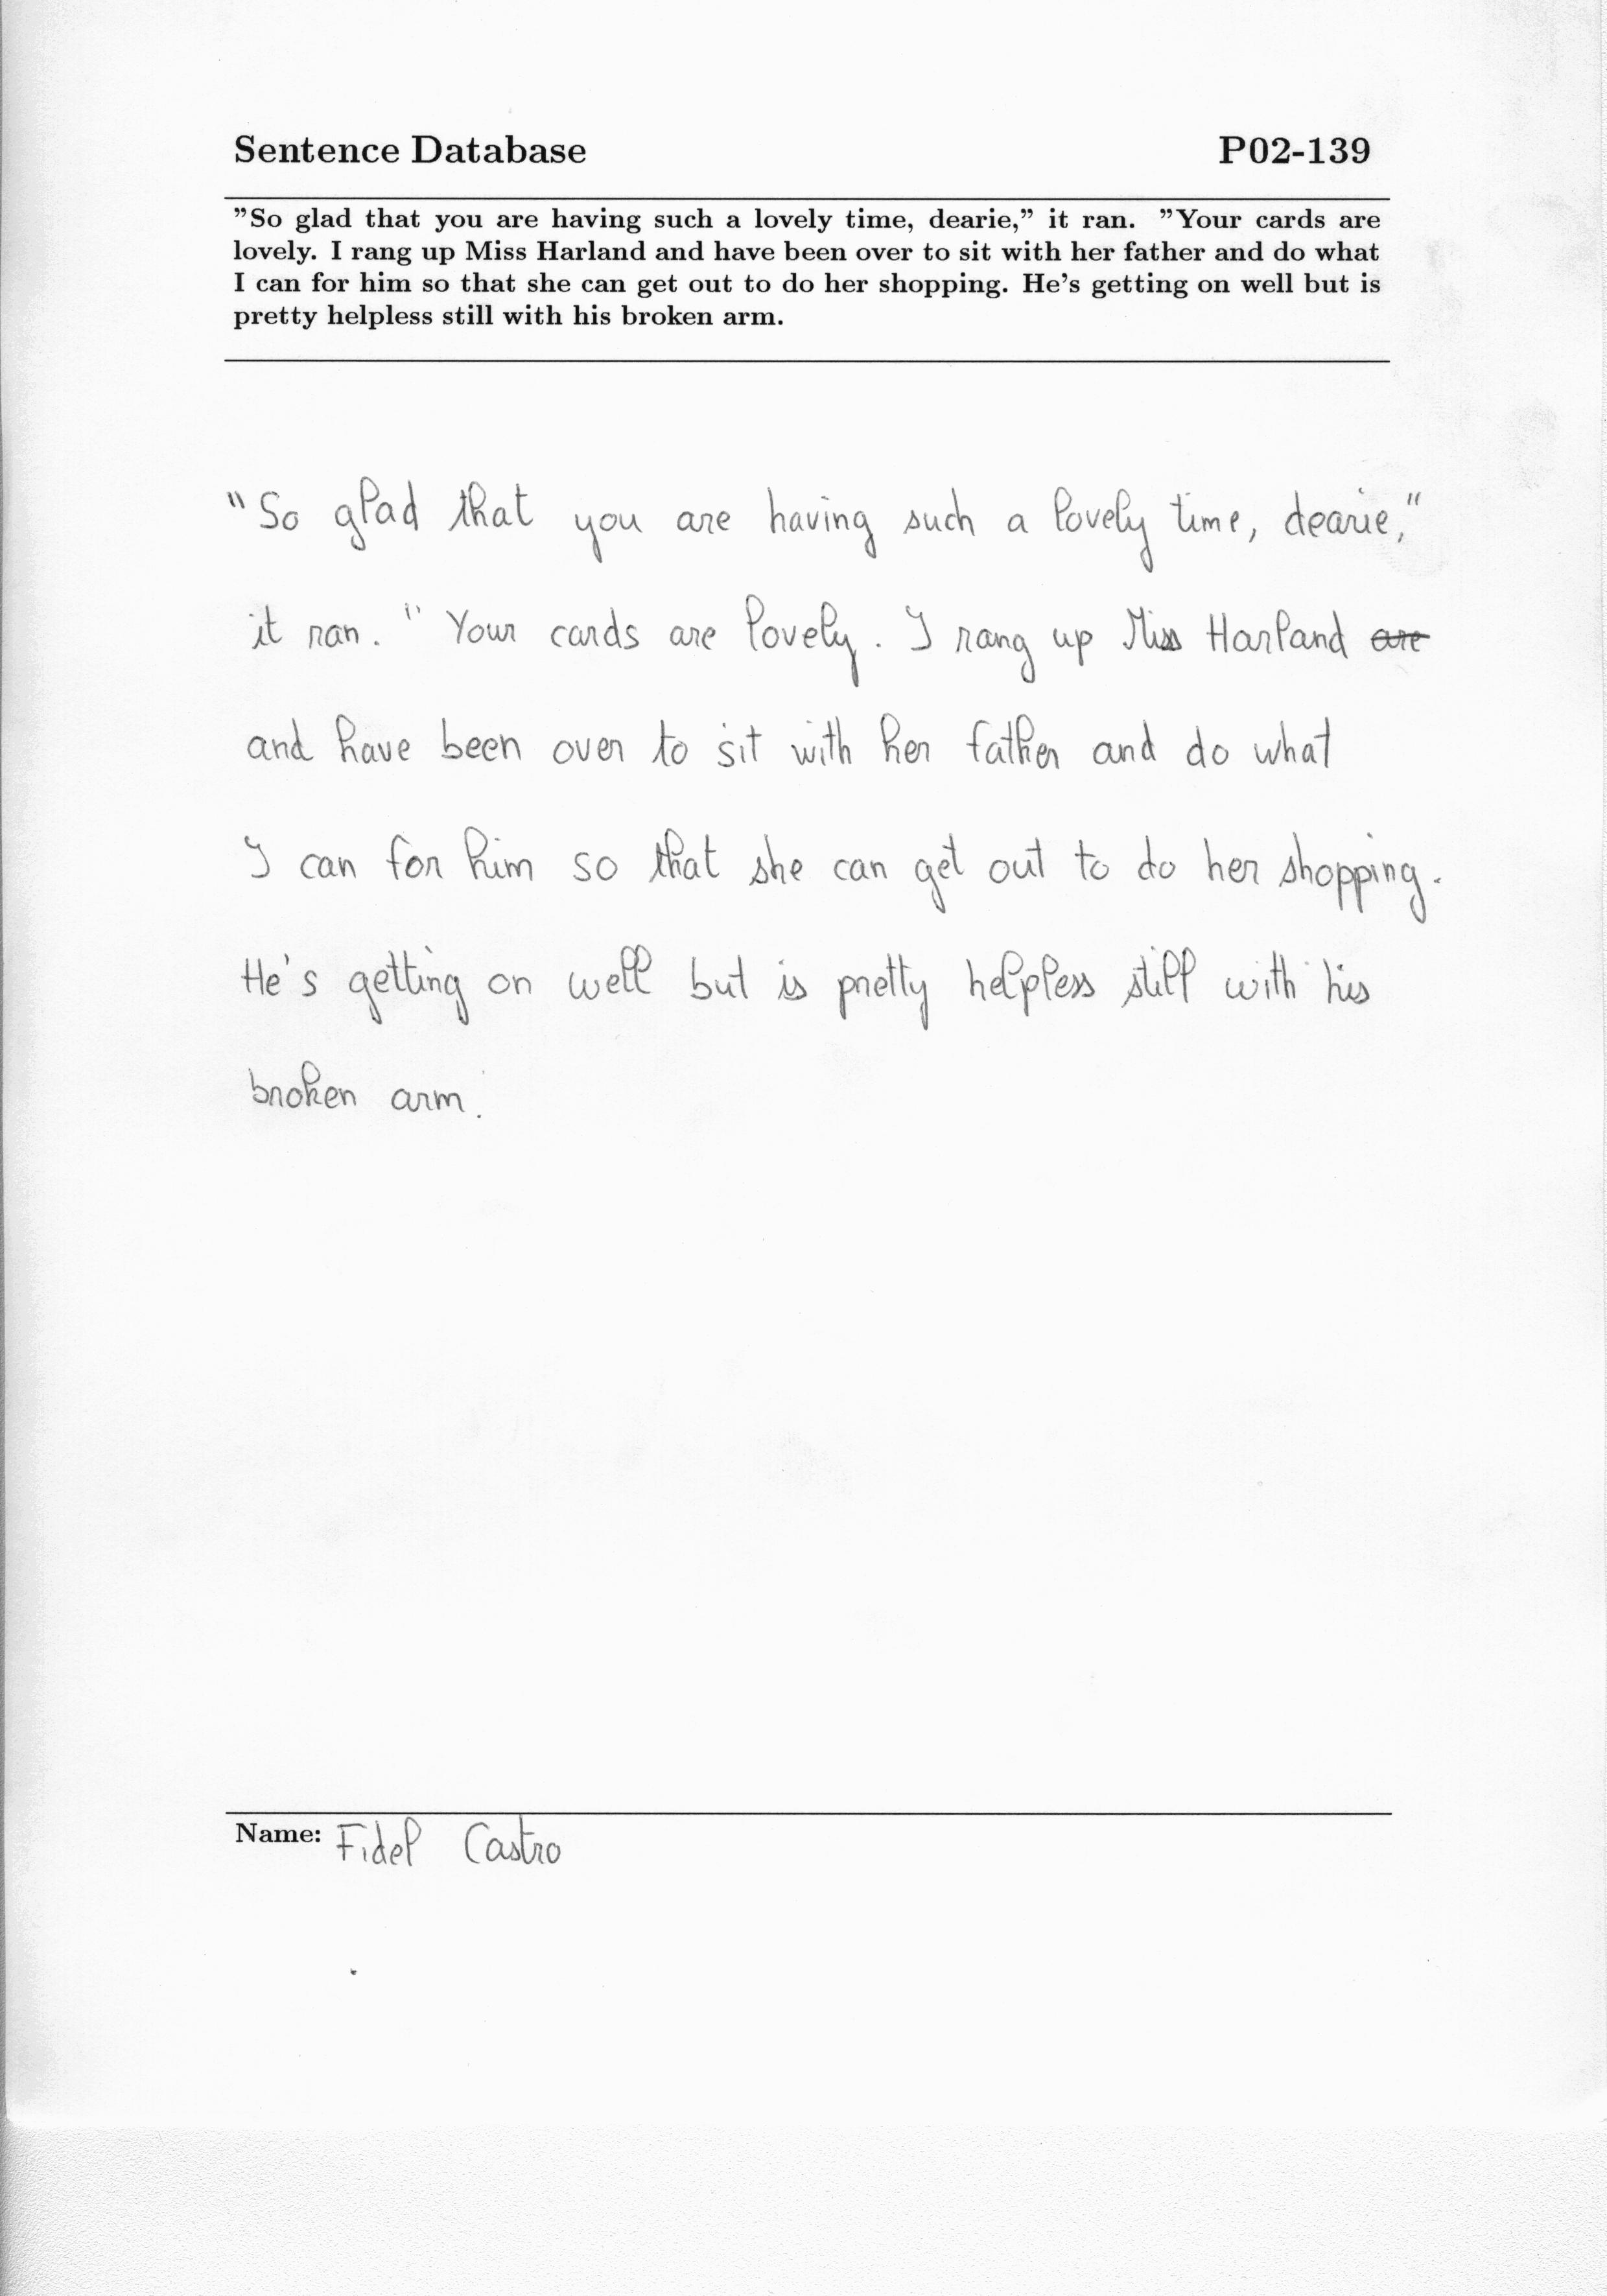 Sentence Database P02-139
"So glad that you are having such a lovely time, dearie," it ran. "Your cards are
lovely. I rang up Miss Harland and have been over to sit with her father and do what
I can for him so that she can get out to do her shopping. He's getting on well but is
pretty helpless still with his broken arm.
"So glad that you are having such a lovely time, dearie,"
it ran. "Your cards are lovely. I rang up Miss Harland are
and have been over to sit with her father and do what
I can for him so that she can get out to do her shopping.
He's getting on well but is pretty helpless still with his
broken arm.
Name: Fidel Castro